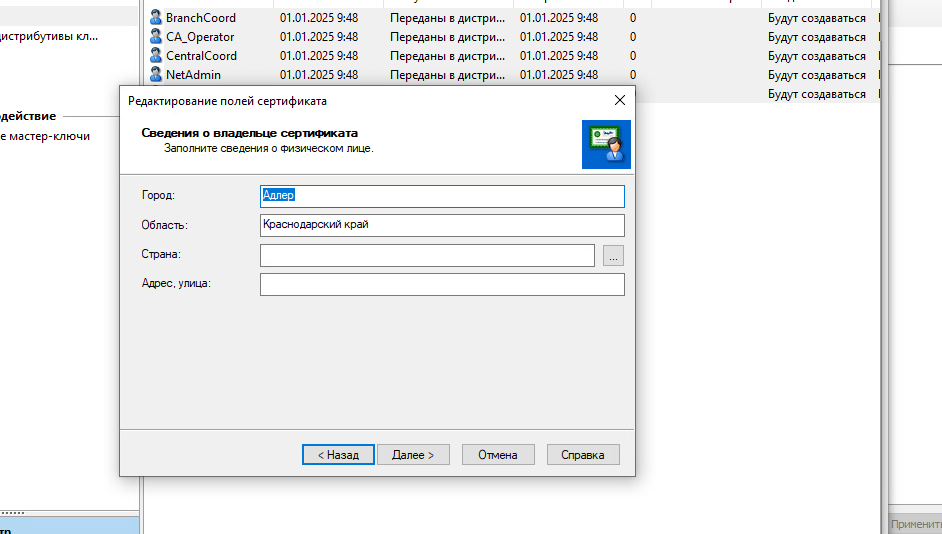 BranchCoord 01.01.2025 9:48 Переданы в дистри... 01.01.2025 9:48 0 Будут создаваться
дистрибутивы кл... CA_Operator 01.01.2025 9:48 Переданы в дистри... 01.01.2025 9:48 0 Будут создаваться
CentralCoord 01.01.2025 9:48 Переданы в дистри... 01.01.2025 9:48 0 Будут создаваться
NetAdmin 01.01.2025 9:48 Переданы в дистри... 01.01.2025 9:48 0 Будут создаваться
0 Будут создаваться
Редактирование полей сертификата
одействие
е мастер-ключи
Сведения о владельце сертификата
Заполните сведения о физическом лице.
Город: Адлер
Область: Краснодарский край
Страна: ...
Адрес, улица:
< Назад Далее > Отмена Справка
Применить
тр